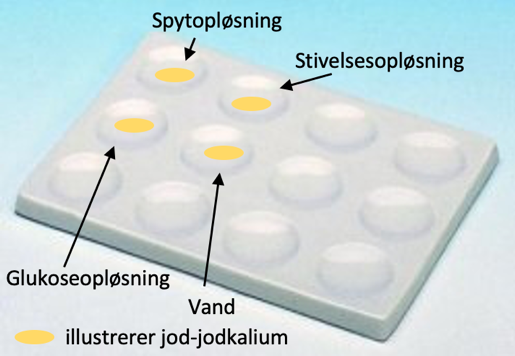 Spytopløsning
Stivelsesopløsning
Glukoseopløsning
Vand
illustrerer jod-jodkalium